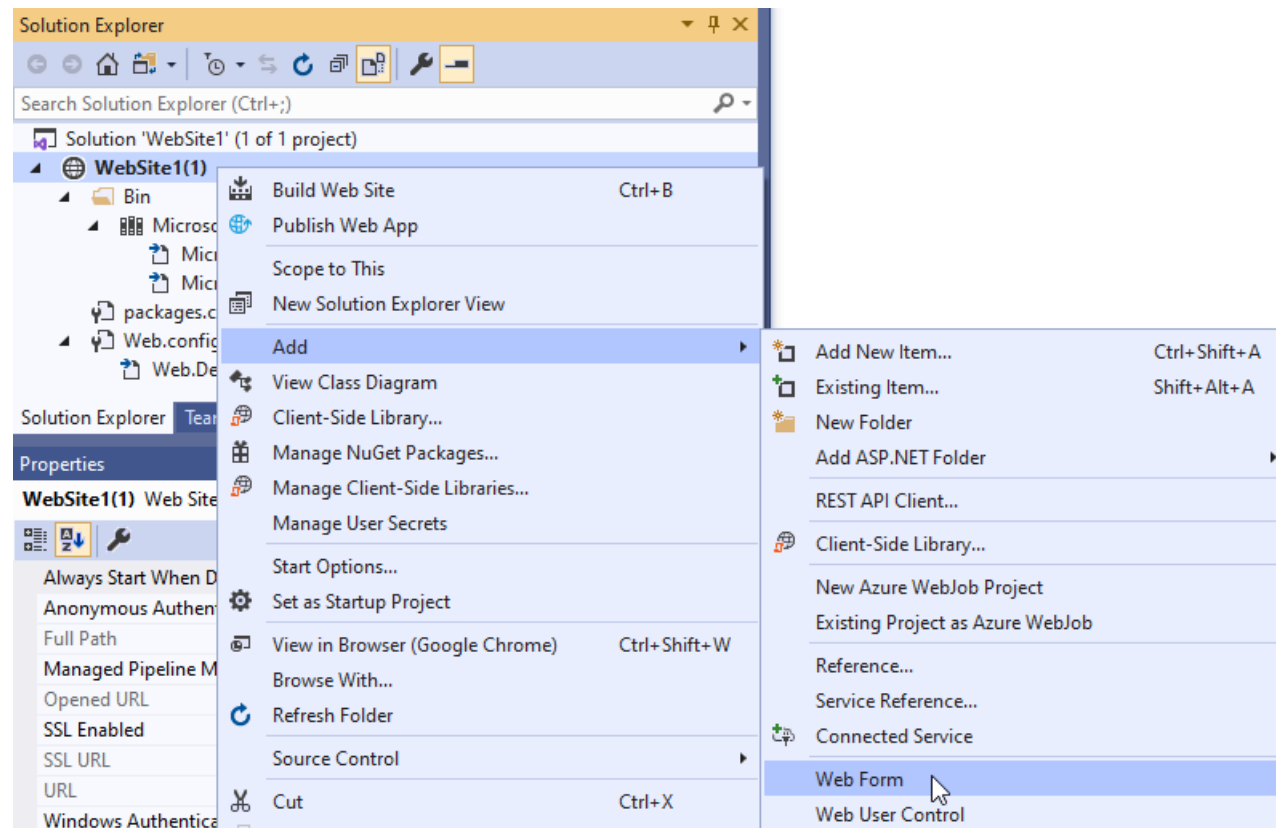 Solution Explorer
Search Solution Explorer (Ctrl+;)
Solution 'WebSite1' (1 of 1 project)
WebSite1(1)
Bin
Microsc
Micr
Micr
packages.c
Web.config
Web.De
Solution Explorer Tear
Properties
WebSite1(1) Web Site
Always Start When D
Anonymous Authent
Full Path
Managed Pipeline M
Opened URL
SSL Enabled
SSL URL
URL
Windows Authentica
Build Web Site Ctrl+B
Publish Web App
Scope to This
New Solution Explorer View
Add
View Class Diagram
Client-Side Library...
Manage NuGet Packages...
Manage Client-Side Libraries...
Manage User Secrets
Start Options...
Set as Startup Project
View in Browser (Google Chrome) Ctrl+Shift+W
Browse With...
Refresh Folder
Source Control
Cut Ctrl+X
Add New Item... Ctrl+Shift+A
Existing Item... Shift+Alt+A
New Folder
Add ASP.NET Folder
REST API Client...
Client-Side Library...
New Azure WebJob Project
Existing Project as Azure WebJob
Reference...
Service Reference...
Connected Service
Web Form
Web User Control